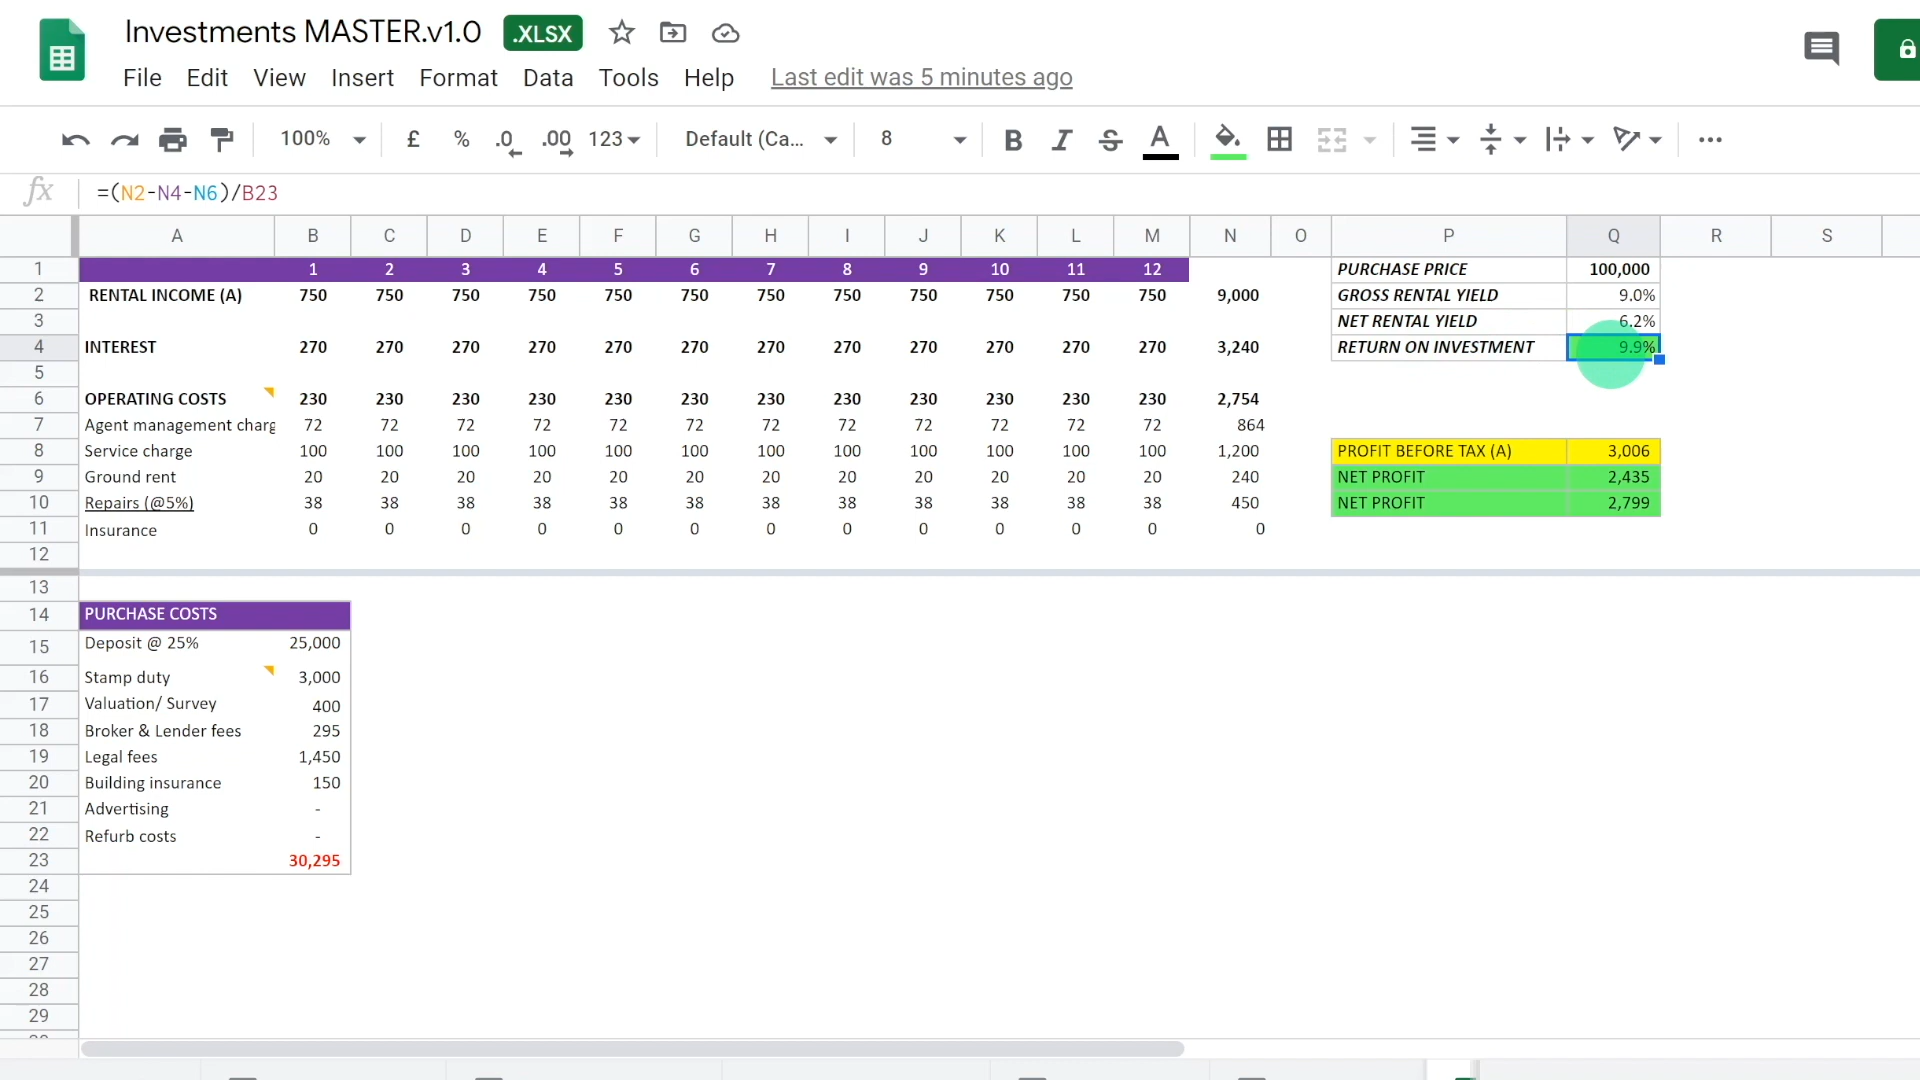 Investments MASTER.v1.0 .XLSX
File Edit View Insert Format Data Tools Help Last edit was 5 minutes ago
100% £ % .0 .00 123 Default (Ca... 8 B I S A
fx =(N2-N4-N6)/B23
A B C D E F G H I J K L M N O P Q R S
1 1 2 3 4 5 6 7 8 9 10 11 12 PURCHASE PRICE 100,000
2 RENTAL INCOME (A) 750 750 750 750 750 750 750 750 750 750 750 750 9,000 GROSS RENTAL YIELD 9.0%
3 NET RENTAL YIELD 6.2%
4 INTEREST 270 270 270 270 270 270 270 270 270 270 270 270 3,240 RETURN ON INVESTMENT 9.9%
5
6 OPERATING COSTS 230 230 230 230 230 230 230 230 230 230 230 230 2,754
7 Agent management charg 72 72 72 72 72 72 72 72 72 72 72 72 864
8 Service charge 100 100 100 100 100 100 100 100 100 100 100 100 1,200 PROFIT BEFORE TAX (A) 3,006
9 Ground rent 20 20 20 20 20 20 20 20 20 20 20 20 240 NET PROFIT 2,435
10 Repairs (@5%) 38 38 38 38 38 38 38 38 38 38 38 38 450 NET PROFIT 2,799
11 Insurance 0 0 0 0 0 0 0 0 0 0 0 0 0
12
13
14 PURCHASE COSTS
15 Deposit @ 25% 25,000
16 Stamp duty 3,000
17 Valuation/ Survey 400
18 Broker & Lender fees 295
19 Legal fees 1,450
20 Building insurance 150
21 Advertising -
22 Refurb costs -
23 30,295
24
25
26
27
28
29